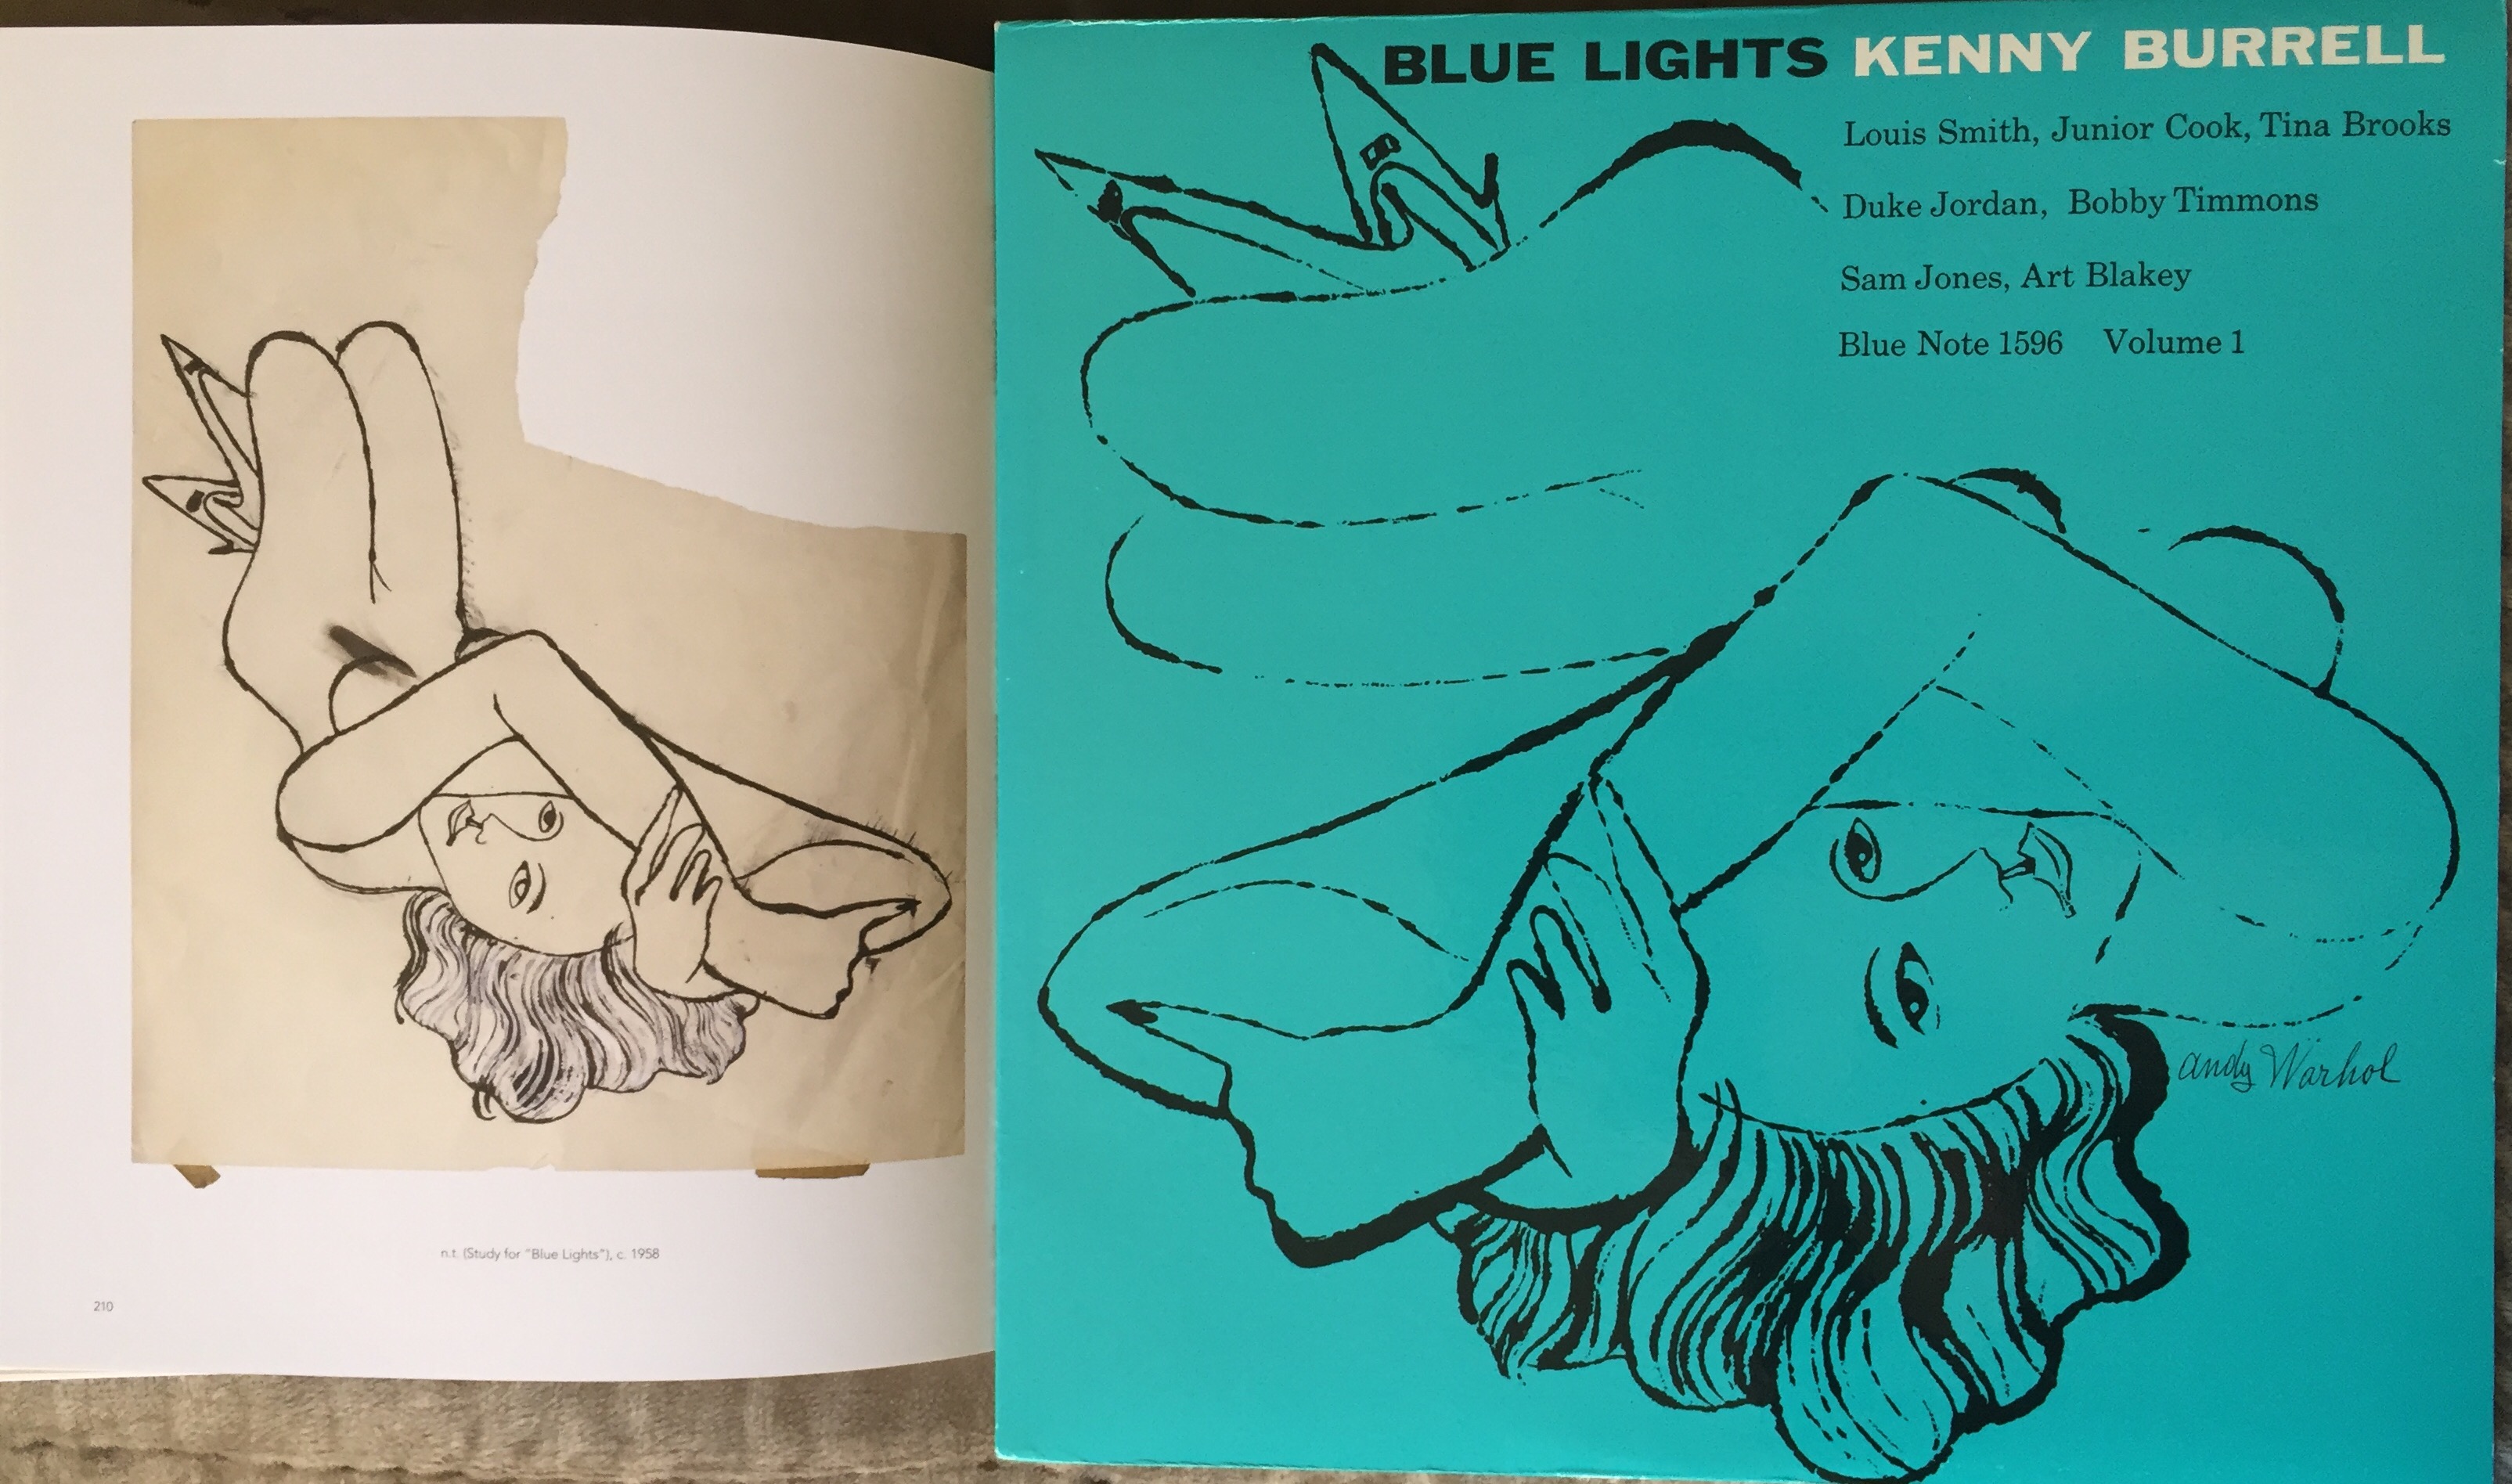 n.t. (Study for "Blue Lights"), c. 1958
210
BLUE LIGHTS KENNY BURRELL
Louis Smith, Junior Cook, Tina Brooks
Duke Jordan, Bobby Timmons
Sam Jones, Art Blakey
Blue Note 1596 Volume 1
andy Warhol